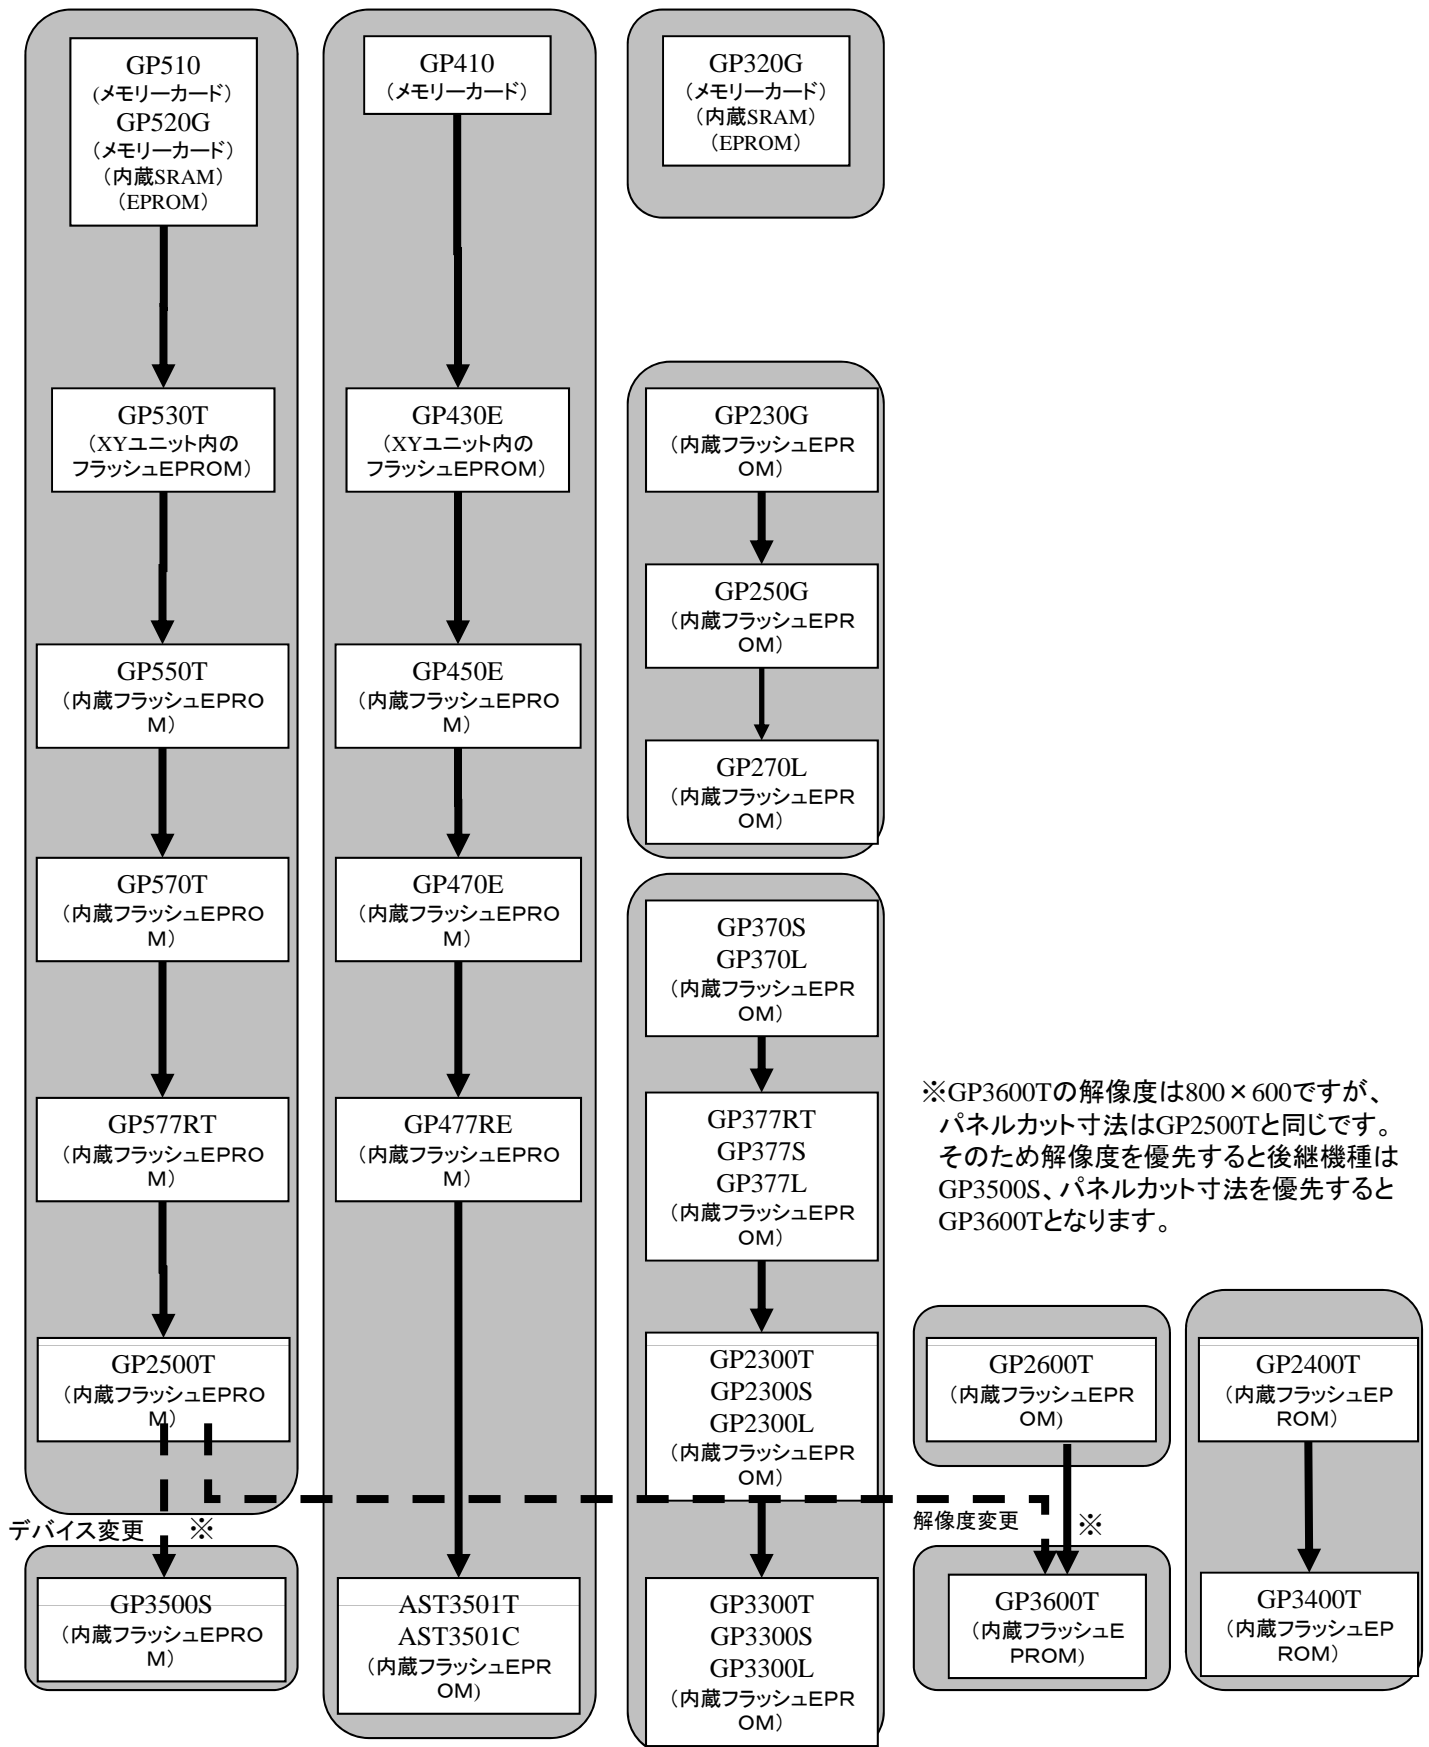 GP510
(メモリーカード)
GP520G
(メモリーカード)
(内蔵SRAM)
(EPROM)
GP530T
(XYユニット内の
フラッシュEPROM)
GP550T
(内蔵フラッシュEPRO
M)
GP570T
(内蔵フラッシュEPRO
M)
GP577RT
(内蔵フラッシュEPRO
M)
GP2500T
(内蔵フラッシュEPRO
M)
デバイス変更 ※
GP3500S
(内蔵フラッシュEPRO
M)
GP410
(メモリーカード)
GP430E
(XYユニット内の
フラッシュEPROM)
GP450E
(内蔵フラッシュEPRO
M)
GP470E
(内蔵フラッシュEPRO
M)
GP477RE
(内蔵フラッシュEPRO
M)
AST3501T
AST3501C
(内蔵フラッシュEPR
OM)
GP320G
(メモリーカード)
(内蔵SRAM)
(EPROM)
GP230G
(内蔵フラッシュEPR
OM)
GP250G
(内蔵フラッシュEPR
OM)
GP270L
(内蔵フラッシュEPR
OM)
GP370S
GP370L
(内蔵フラッシュEPR
OM)
GP377RT
GP377S
GP377L
(内蔵フラッシュEPR
OM)
GP2300T
GP2300S
GP2300L
(内蔵フラッシュEPR
OM)
GP3300T
GP3300S
GP3300L
(内蔵フラッシュEPR
OM)
※GP3600Tの解像度は800×600ですが、
パネルカット寸法はGP2500Tと同じです。
そのため解像度を優先すると後継機種は
GP3500S、パネルカット寸法を優先すると
GP3600Tとなります。
GP2600T
(内蔵フラッシュEPR
OM)
解像度変更 ※
GP3600T
(内蔵フラッシュE
PROM)
GP2400T
(内蔵フラッシュEP
ROM)
GP3400T
(内蔵フラッシュEP
ROM)